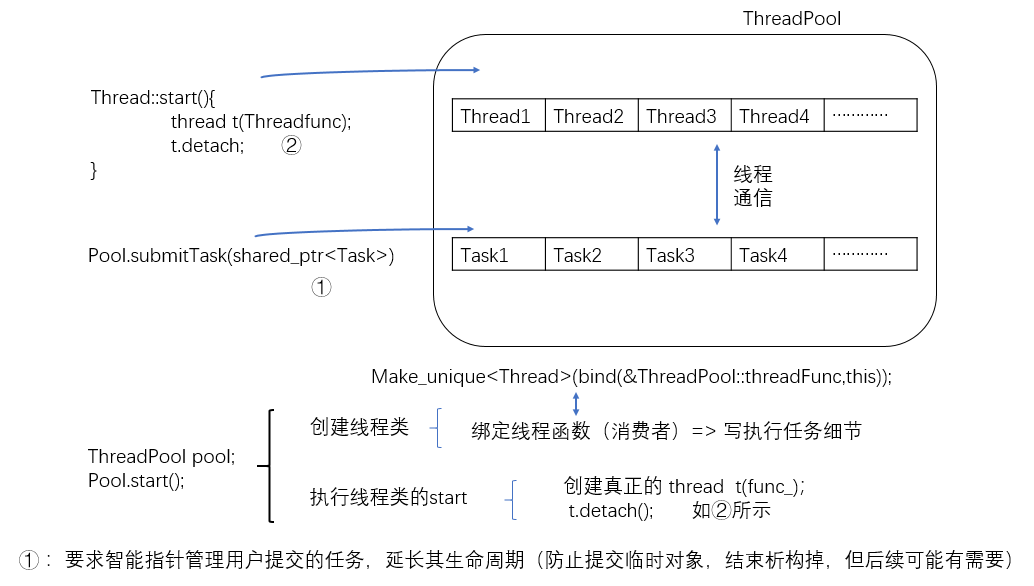 ThreadPool
Thread::start(){
thread t(Threadfunc);
t.detach; ②
}
Thread1 Thread2 Thread3 Thread4 …………
线程
通信
Pool.submitTask(shared_ptr<Task>)
①
Task1 Task2 Task3 Task4 …………
Make_unique<Thread>(bind(&ThreadPool::threadFunc,this));
ThreadPool pool;
Pool.start();
创建线程类
绑定线程函数（消费者）=> 写执行任务细节
执行线程类的start
创建真正的 thread t(func_);
t.detach(); 如②所示
①：要求智能指针管理用户提交的任务，延长其生命周期（防止提交临时对象，结束析构掉，但后续可能有需要）